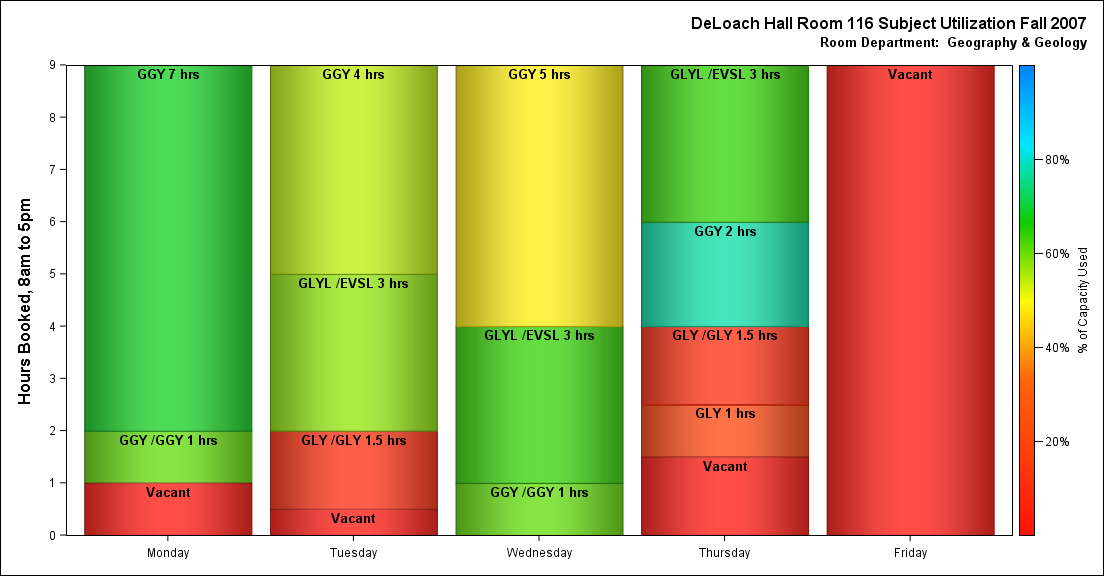 DeLoach Hall Room 116 Subject Utilization Fall 2007
Room Department: Geography & Geology
Hours Booked, 8am to 5pm
9
8
7
6
5
4
3
2
1
0
GGY 7 hrs
GGY /GGY 1 hrs
Vacant
Monday
GGY 4 hrs
GLYL /EVSL 3 hrs
GLY /GLY 1.5 hrs
Vacant
Tuesday
GGY 5 hrs
GLYL /EVSL 3 hrs
GGY /GGY 1 hrs
Wednesday
GLYL /EVSL 3 hrs
GGY 2 hrs
GLY /GLY 1.5 hrs
GLY 1 hrs
Vacant
Thursday
Vacant
Friday
80%
60%
40%
20%
% of Capacity Used